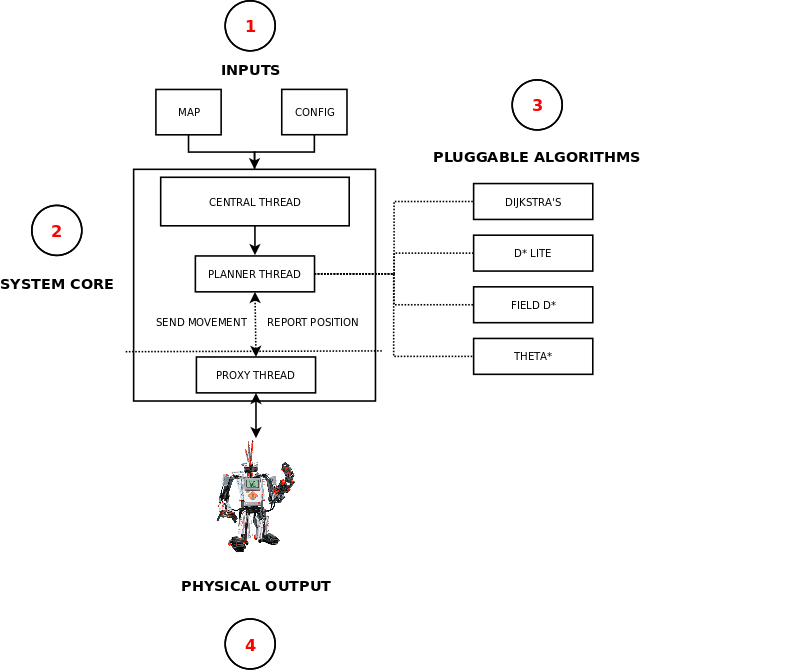 1
INPUTS
MAP
CONFIG
3
PLUGGABLE ALGORITHMS
CENTRAL THREAD
DIJKSTRA'S
2
D* LITE
SYSTEM CORE
PLANNER THREAD
FIELD D*
SEND MOVEMENT
REPORT POSITION
THETA*
PROXY THREAD
PHYSICAL OUTPUT
4